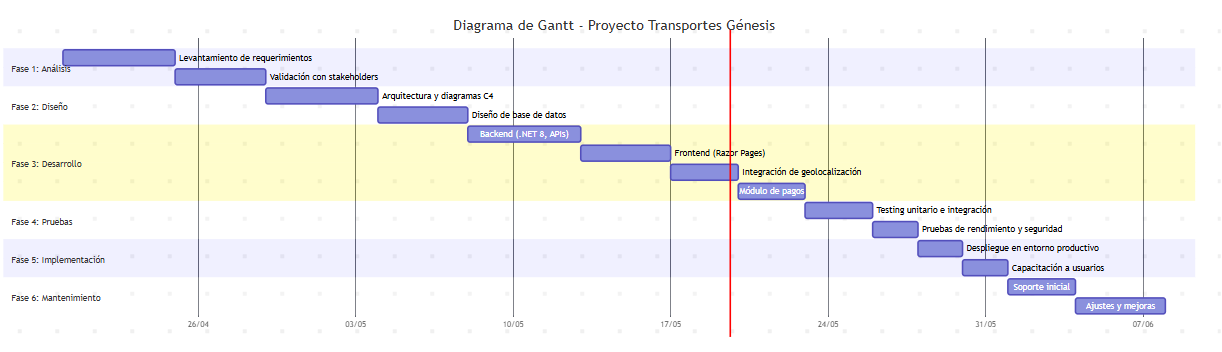 Diagrama de Gantt - Proyecto Transportes Génesis
Fase 1: Análisis
Levantamiento de requerimientos
Validación con stakeholders
Fase 2: Diseño
Arquitectura y diagramas C4
Diseño de base de datos
Fase 3: Desarrollo
Backend (.NET 8, APIs)
Frontend (Razor Pages)
Integración de geolocalización
Módulo de pagos
Fase 4: Pruebas
Testing unitario e integración
Pruebas de rendimiento y seguridad
Fase 5: Implementación
Despliegue en entorno productivo
Capacitación a usuarios
Fase 6: Mantenimiento
Soporte inicial
Ajustes y mejoras
26/04 03/05 10/05 17/05 24/05 31/05 07/06